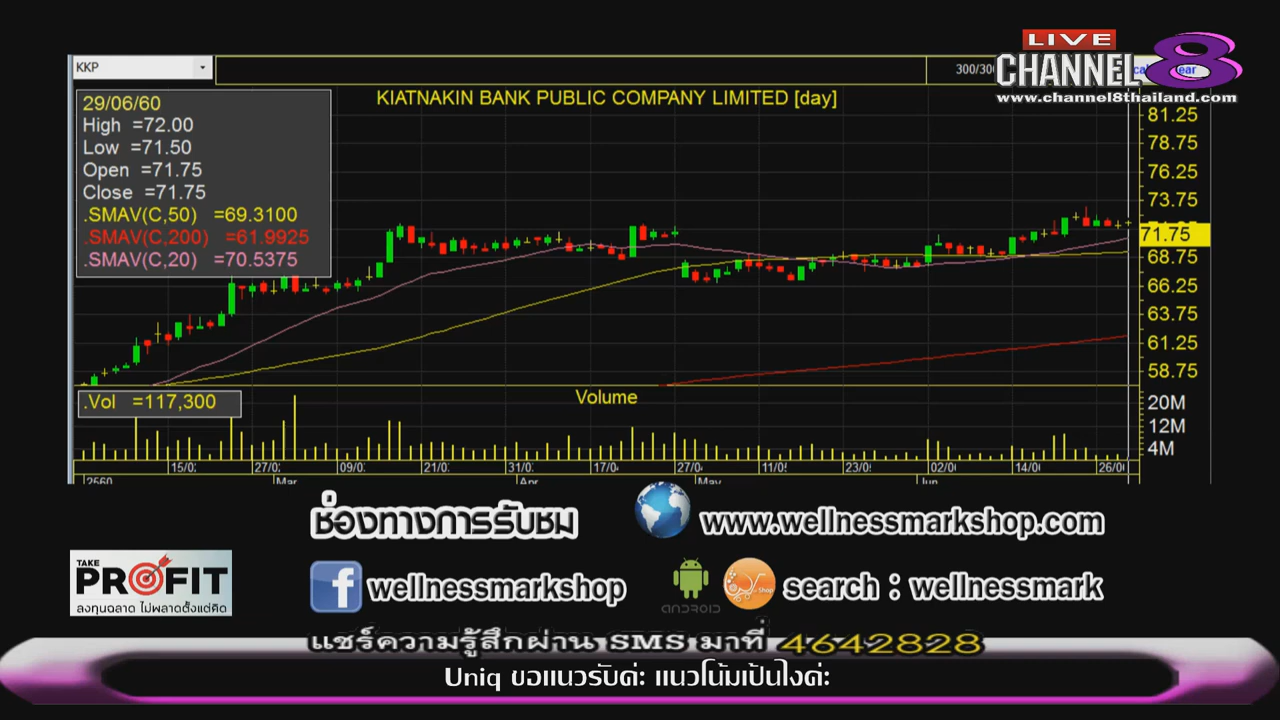 LIVE
CHANNEL 8
www.channel8thailand.com
KKP
300/300
KIATNAKIN BANK PUBLIC COMPANY LIMITED [day]
29/06/60
High =72.00
Low =71.50
Open =71.75
Close =71.75
.SMAV(C,50) =69.3100
.SMAV(C,200) =61.9925
.SMAV(C,20) =70.5375
81.25
78.75
76.25
73.75
71.75
68.75
66.25
63.75
61.25
58.75
.Vol =117,300
Volume
20M
12M
4M
15/0 27/0 09/0 21/0 31/0 17/0 27/0 11/0 23/0 02/0 14/0 26/0
2560 Mar Apr May Jun
ช่องทางการรับชม
www.wellnessmarkshop.com
TAKE
PROFIT
ลงทุนฉลาด ไม่พลาดตั้งแต่คิด
f wellnessmarkshop
ANDROID
Shop
search : wellnessmark
แชร์ความรู้สึกผ่าน SMS มาที่ 4642828
Uniq ขอแนวรับค่ะ แนวโน้มเป้นไงค่ะ